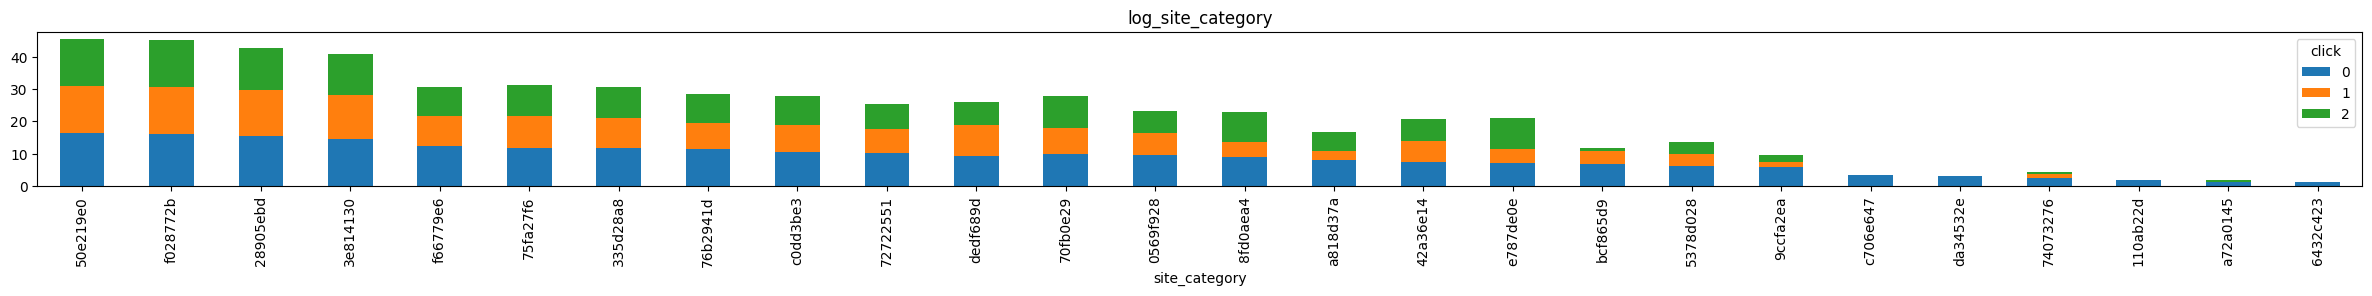 log_site_category
click
0
1
2
40
30
20
10
0
50e219e0
f028772b
28905ebd
3e814130
f66779e6
75fa27f6
335d28a8
76b2941d
c0dd3be3
72722551
dedf689d
70fb0e29
0569f928
8fd0aea4
a818d37a
42a36e14
e787de0e
bcf865d9
5378d028
9ccfa2ea
c706e647
da34532e
74073276
110ab22d
a72a0145
6432c423
site_category